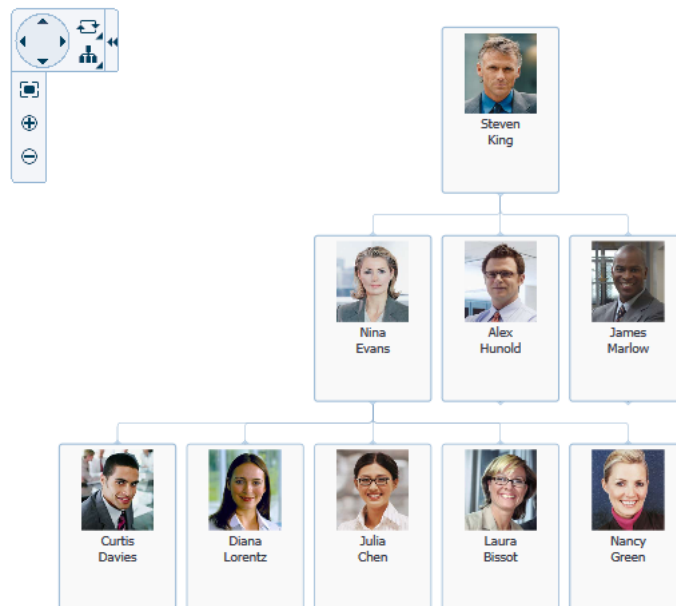 Steven
King
Nina
Evans
Alex
Hunold
James
Marlow
Curtis
Davies
Diana
Lorentz
Julia
Chen
Laura
Bissot
Nancy
Green